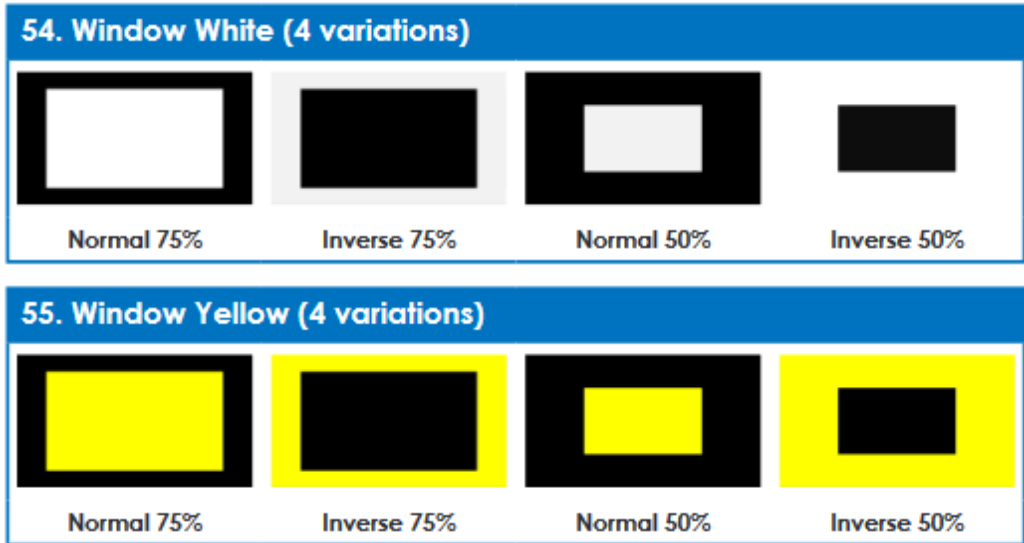 54. Window White (4 variations)
Normal 75% Inverse 75% Normal 50% Inverse 50%
55. Window Yellow (4 variations)
Normal 75% Inverse 75% Normal 50% Inverse 50%